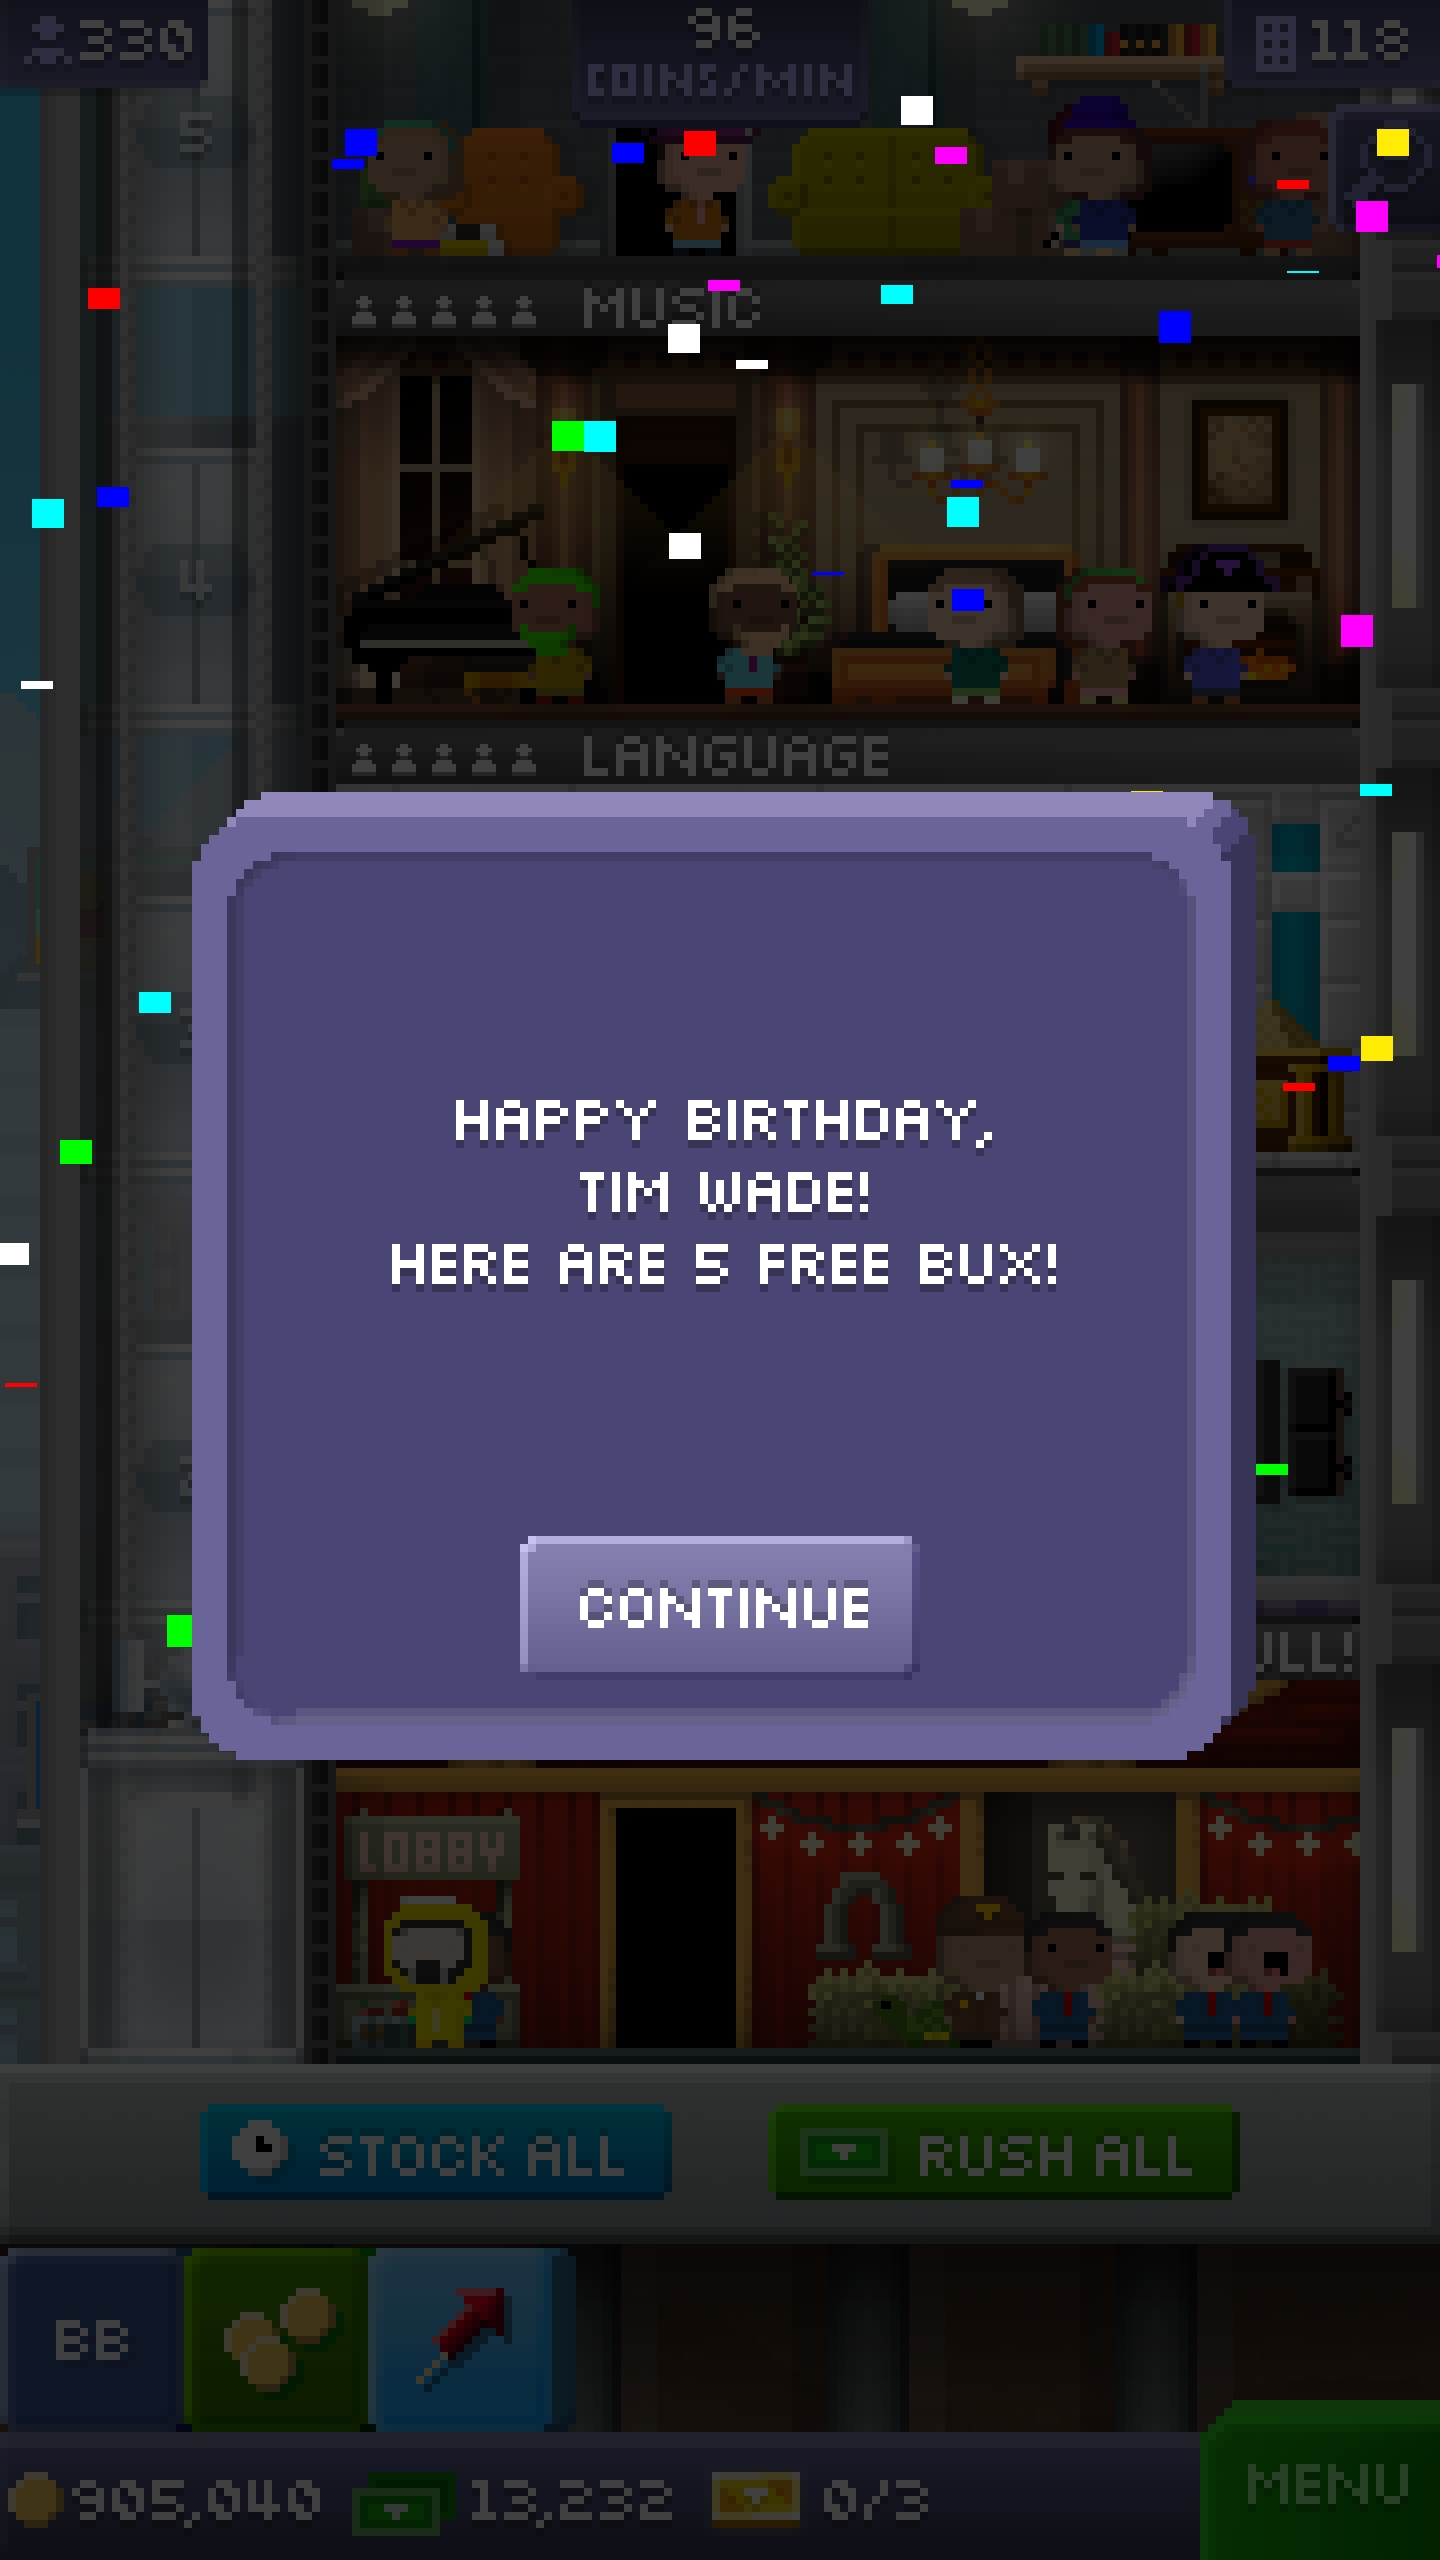 330
96
COINS/MIN
118
5
MUSIC
4
LANGUAGE
HAPPY BIRTHDAY,
TIM WADE!
HERE ARE 5 FREE BUX!
CONTINUE
LOBBY
STOCK ALL
RUSH ALL
BB
905,040
13,232
0/3
MENU